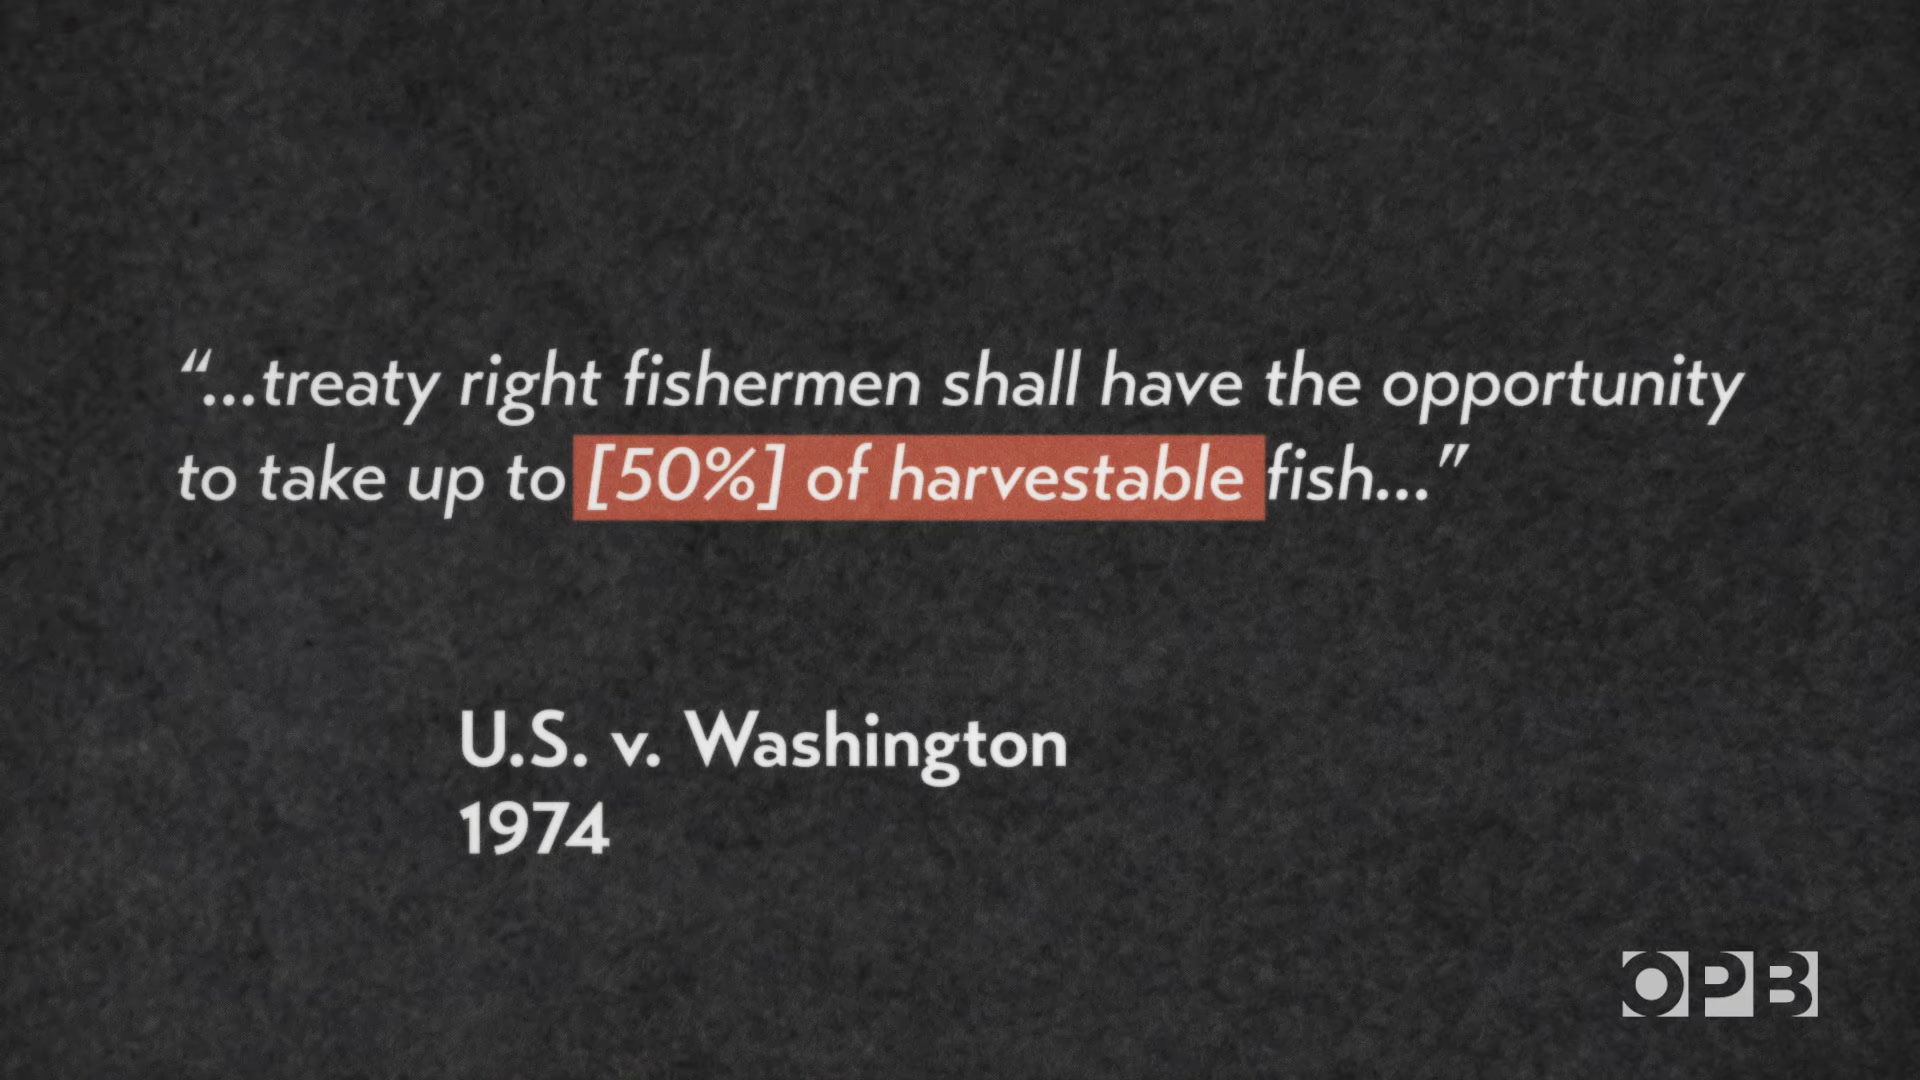 “...treaty right fishermen shall have the opportunity
to take up to [50%] of harvestable fish...”
U.S. v. Washington
1974
OPB